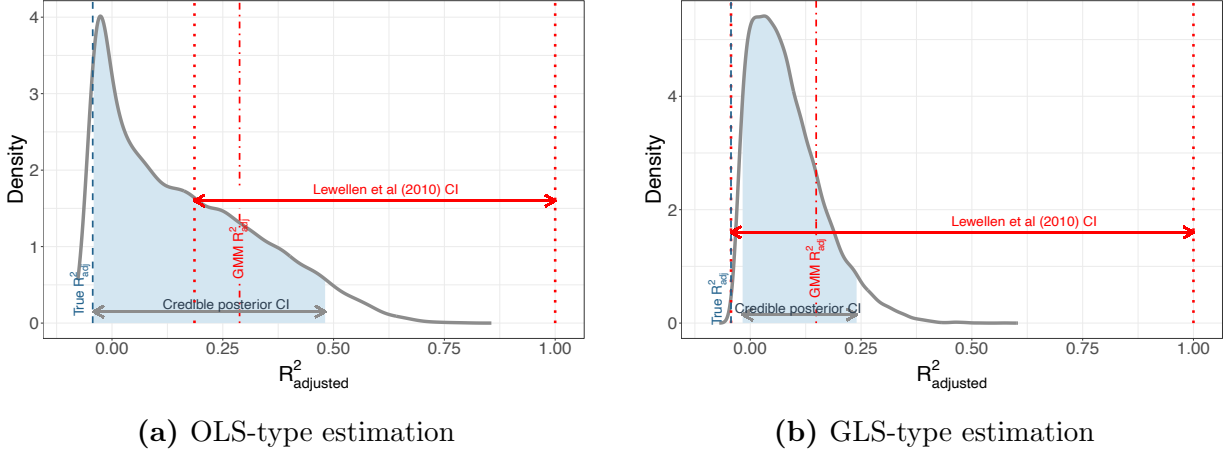 4
3
2
1
0
Density
Lewellen et al (2010) CI
GMM R²adj
True R²adj
Credible posterior CI
0.00 0.25 0.50 0.75 1.00
R²adjusted
(a) OLS-type estimation
4
2
0
Density
Lewellen et al (2010) CI
GMM R²adj
True R²adj
Credible posterior CI
0.00 0.25 0.50 0.75 1.00
R²adjusted
(b) GLS-type estimation